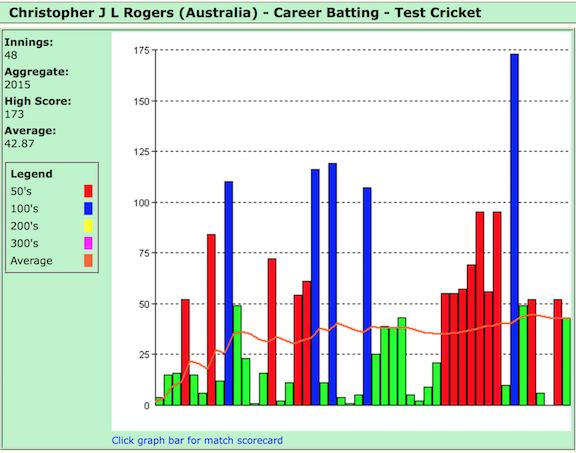 Christopher J L Rogers (Australia) - Career Batting - Test Cricket
Innings:
48
Aggregate:
2015
High Score:
173
Average:
42.87
Legend
50's
100's
200's
300's
Average
175
150
125
100
75
50
25
0
Click graph bar for match scorecard